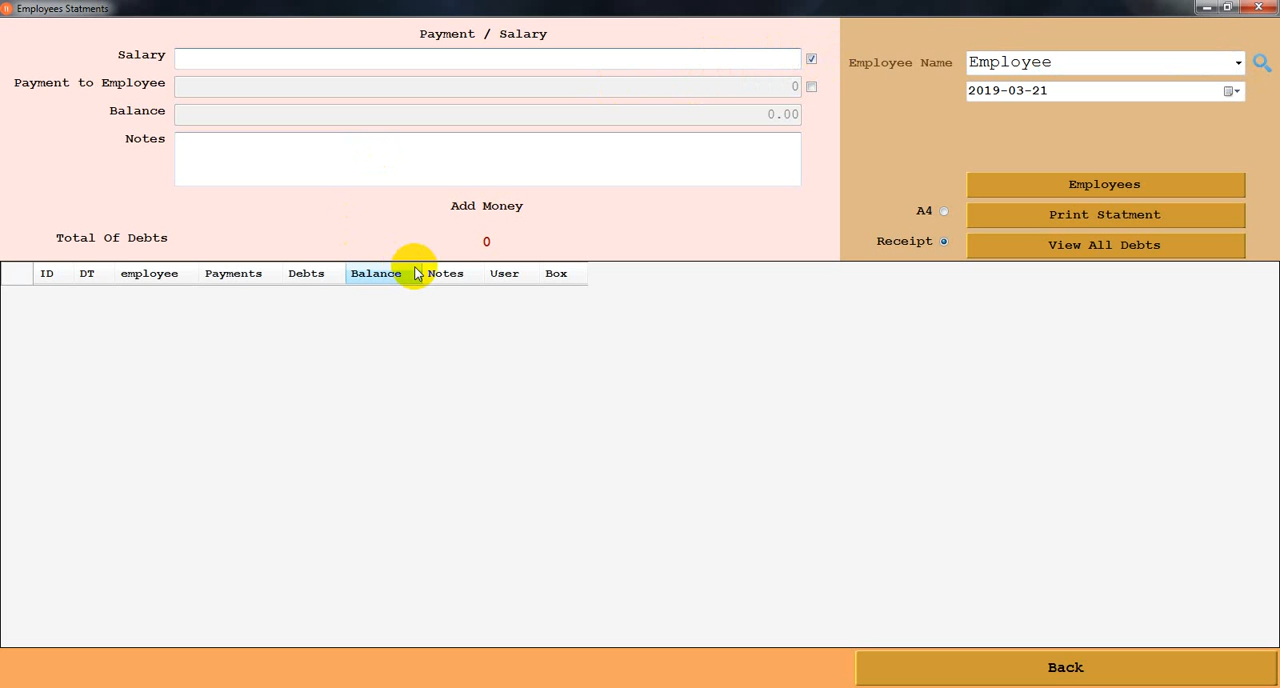 Employees Statments
Payment / Salary
Salary
Payment to Employee 0
Balance 0.00
Notes
Add Money
Total Of Debts 0
Employee Name Employee
2019-03-21
Employees
A4 Print Statment
Receipt View All Debts
ID DT employee Payments Debts Balance Notes User Box
Back